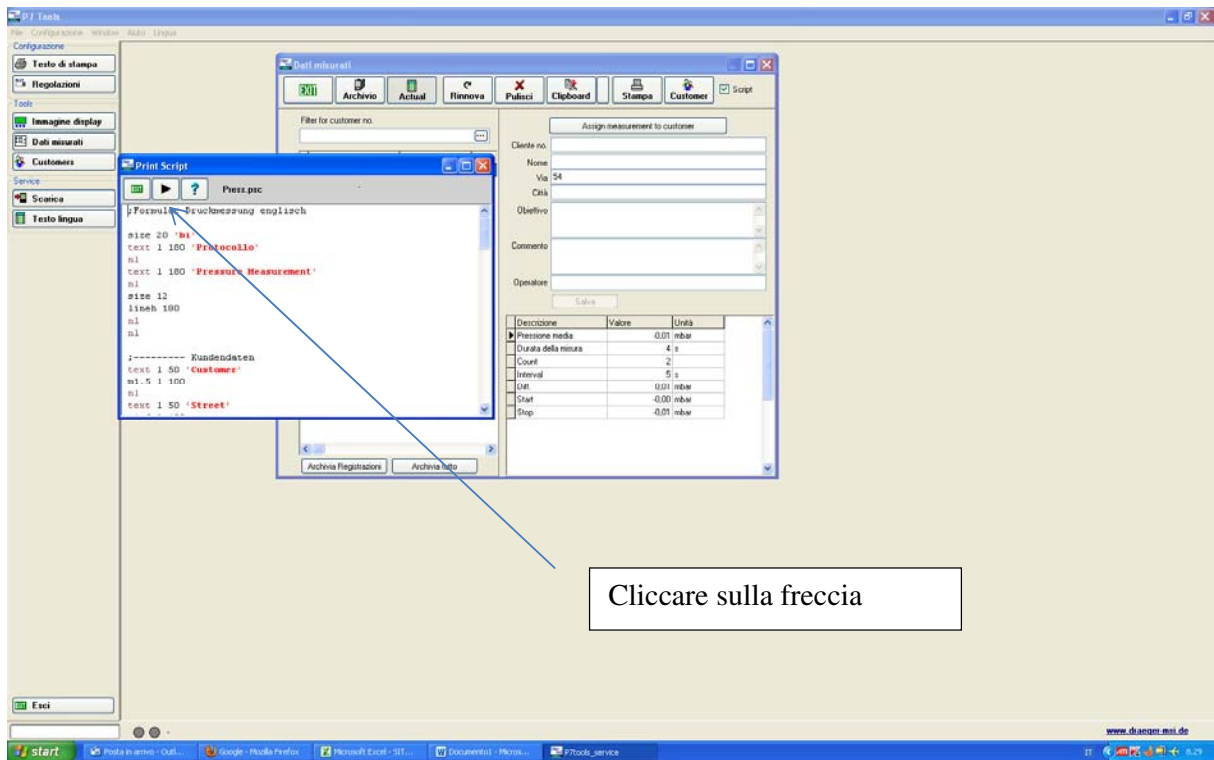 P7 Tools
File Configurazione Window Aiuto Lingua
Configurazione
Testo di stampa
Regolazioni
Tools
Immagine display
Dati misurati
Customers
Service
Scarica
Testo lingua
Esci
Dati misurati
EXIT
Archivio
Actual
Rinnova
Pulisci
Clipboard
Stampa
Customer
Script
Filter for customer no.
Assign measurement to customer
Cliente no.
Nome
Via 54
Città
Obiettivo
Commento
Operatore
Salva
Descrizione Valore Unità
Pressione media -0,01 mbar
Durata della misura 4 s
Count 2
Interval 5 s
Diff. 0,01 mbar
Start -0,00 mbar
Stop -0,01 mbar
Archivia Registrazioni
Archivia tutto
Print Script
? Press.psc
;Formular Druckmessung englisch
size 20 'bi'
text 1 180 'Protocollo'
nl
text 1 180 'Pressure Measurement'
nl
size 12
lineh 180
nl
nl
;--------- Kundendaten
text 1 50 'Customer'
m1.5 1 100
nl
text 1 50 'Street'
Cliccare sulla freccia
www.draeger-msi.de
start
Posta in arrivo - Outl...
Google - Mozilla Firefox
Microsoft Excel - SIT...
Documento1 - Micros...
P7tools_service
IT
8.29